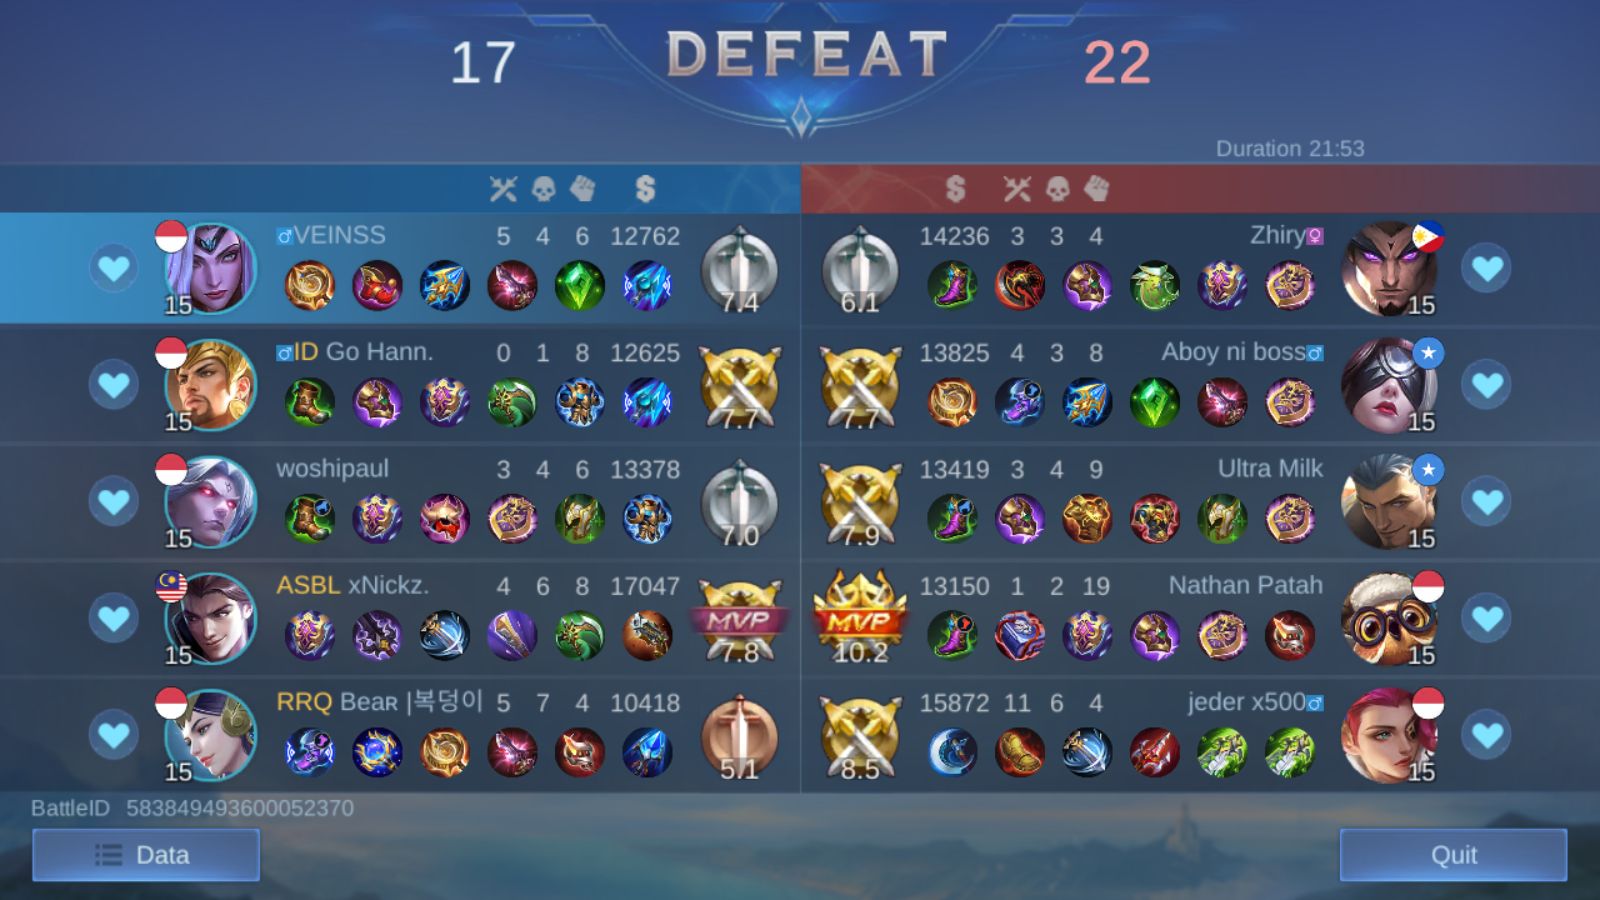 17 DEFEAT 22
Duration 21:53
VEINSS 5 4 6 12762 7.4 15
6.1 14236 3 3 4 Zhiry 15
ID Go Hann. 0 1 8 12625 7.7 15
7.7 13825 4 3 8 Aboy ni boss 15
woshipaul 3 4 6 13378 7.0 15
7.9 13419 3 4 9 Ultra Milk 15
ASBL xNickz. 4 6 8 17047 MVP 7.8 15
MVP 10.2 13150 1 2 19 Nathan Patah 15
RRQ Beaʀ |복덩이 5 7 4 10418 5.1 15
8.5 15872 11 6 4 jeder x500 15
BattleID 583849493600052370
Data
Quit